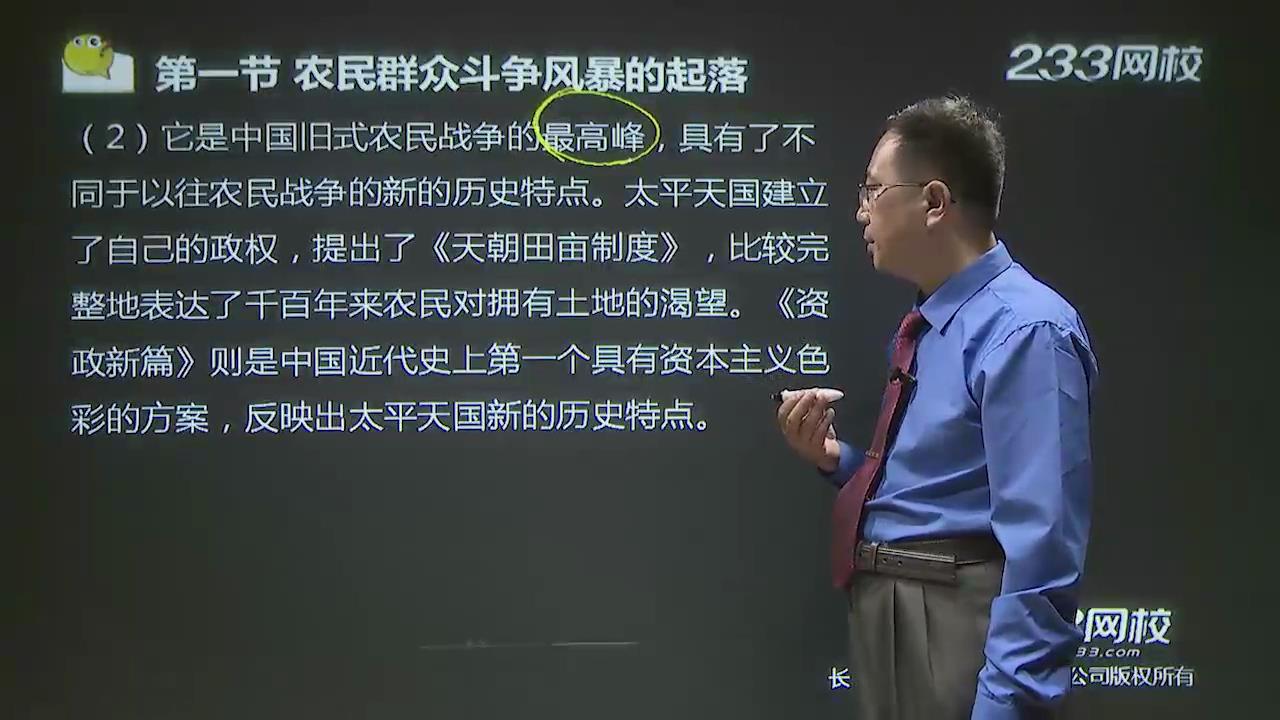 第一节 农民群众斗争风暴的起落
233网校
（2）它是中国旧式农民战争的最高峰，具有了不
同于以往农民战争的新的历史特点。太平天国建立
了自己的政权，提出了《天朝田亩制度》，比较完
整地表达了千百年来农民对拥有土地的渴望。《资
政新篇》则是中国近代史上第一个具有资本主义色
彩的方案，反映出太平天国新的历史特点。
网校
33.com
长
公司版权所有